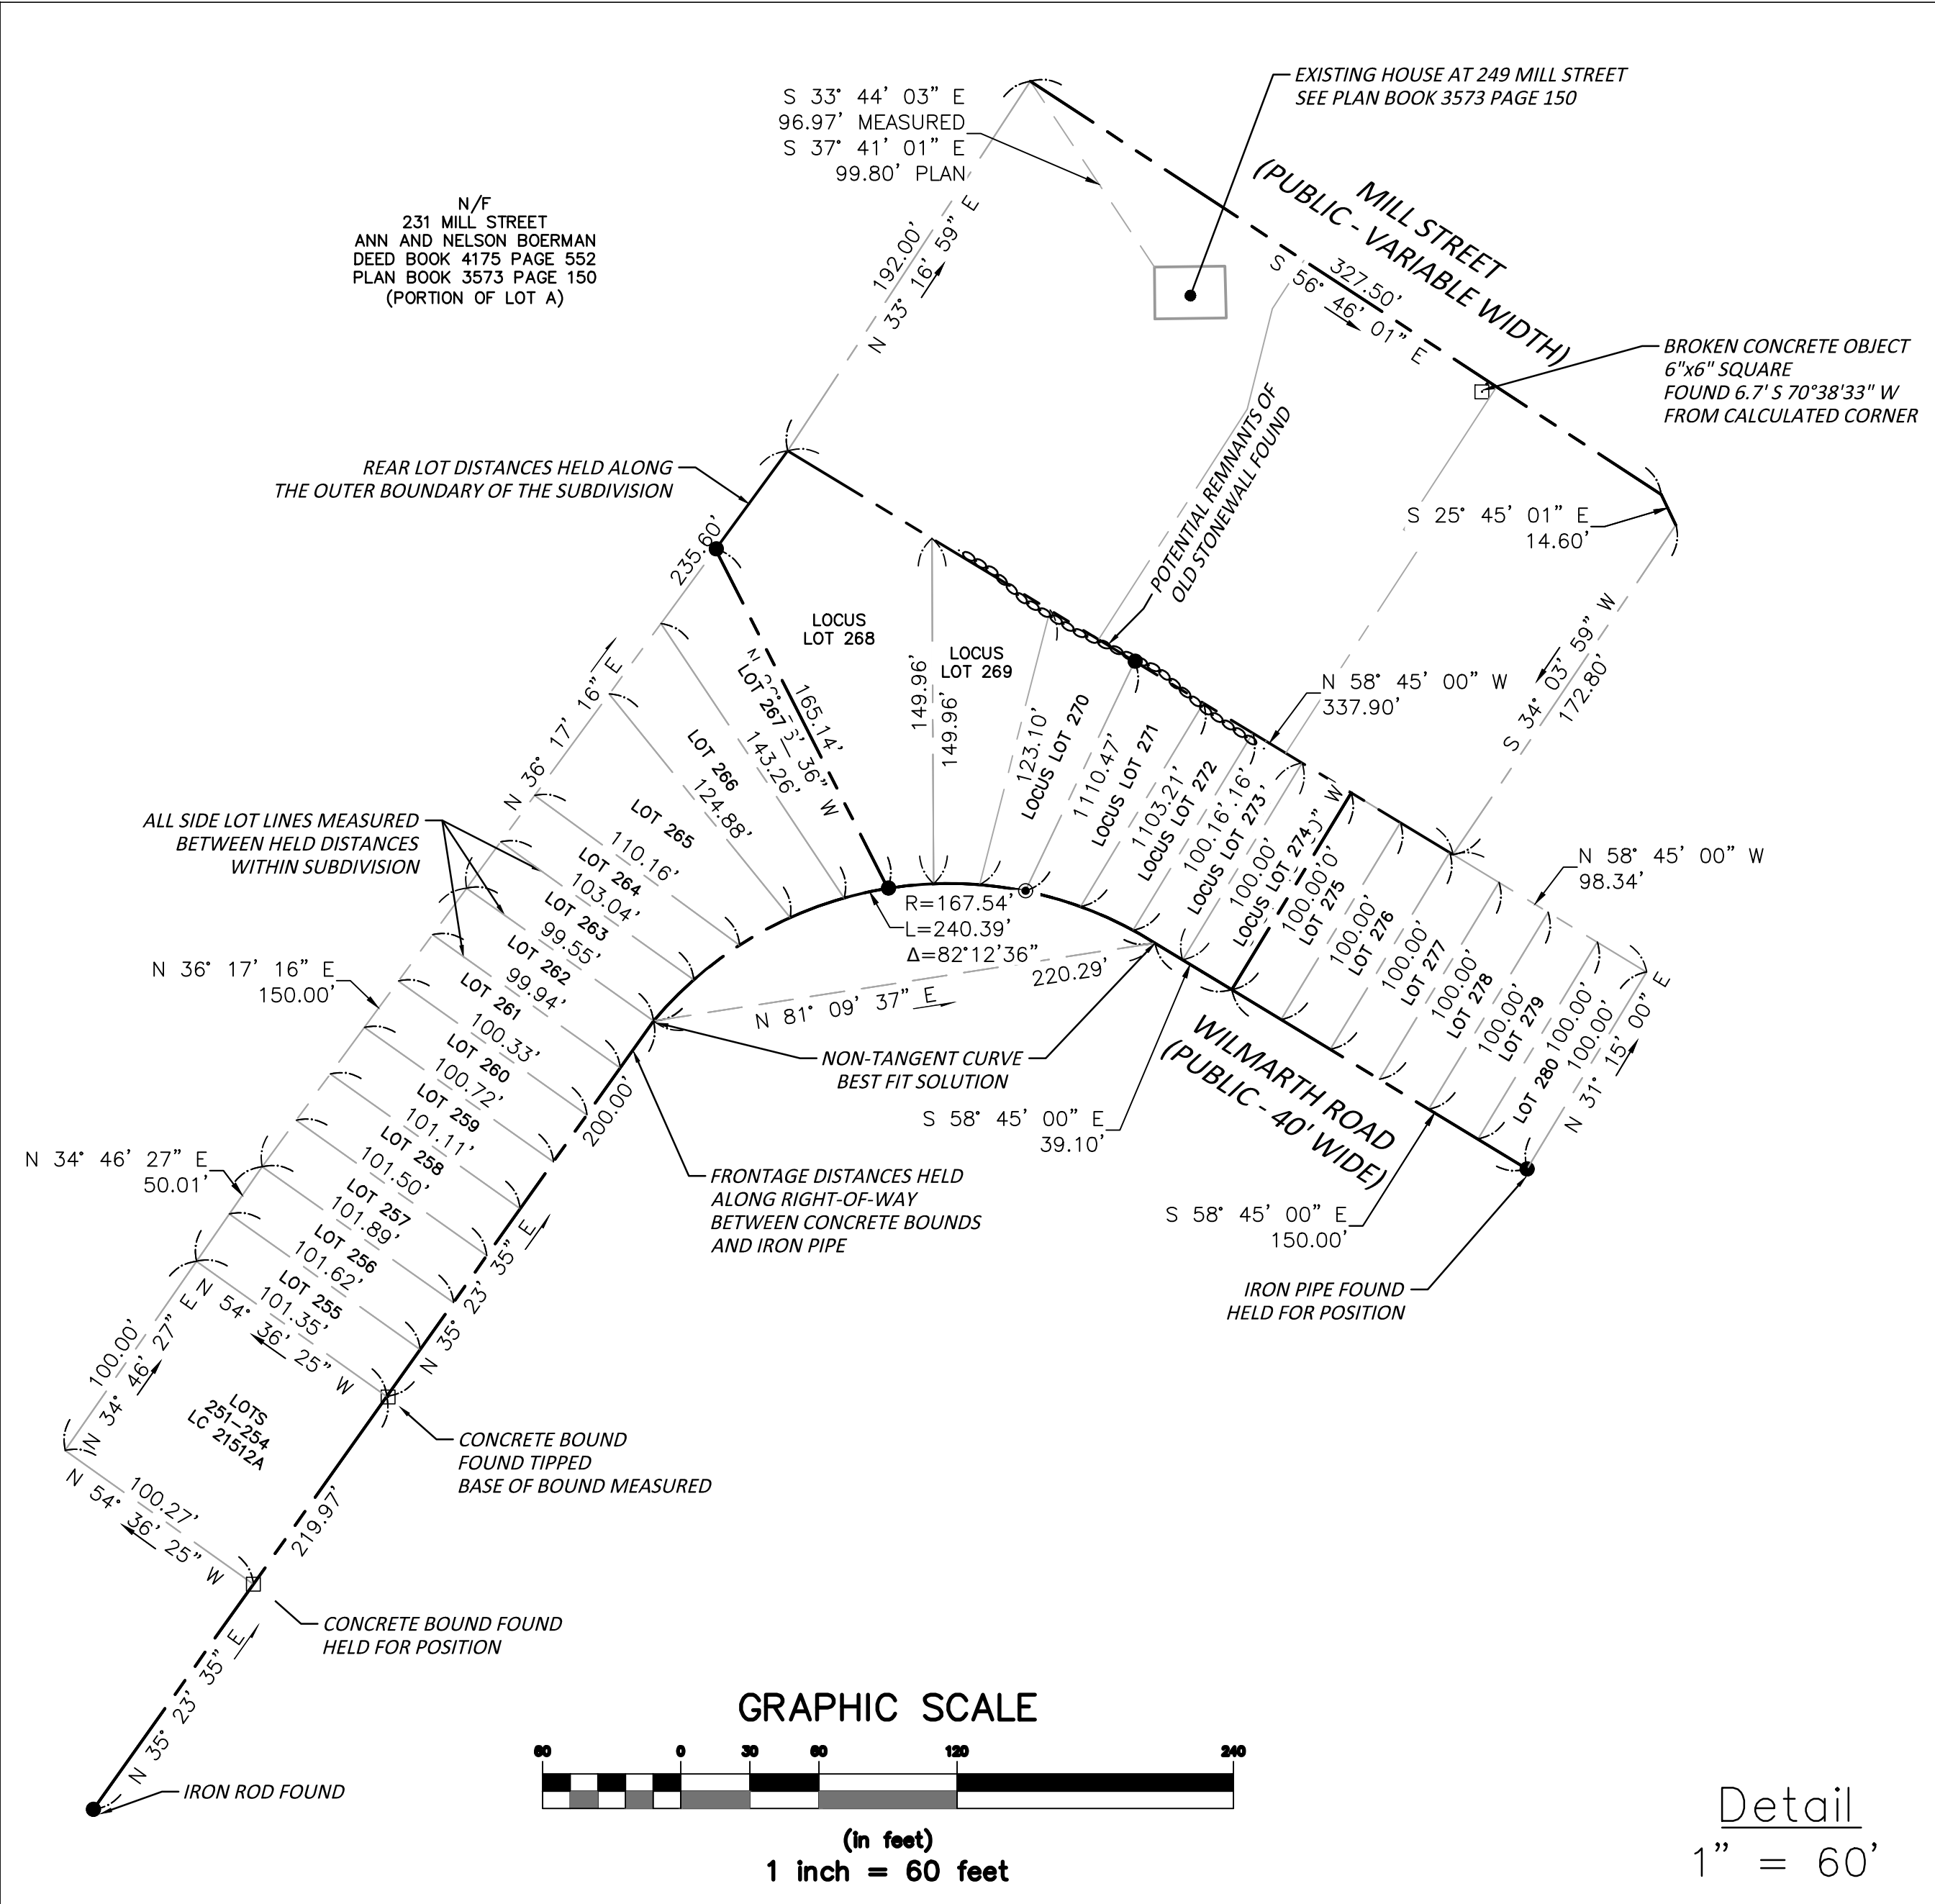 S 33° 44' 03" E
96.97' MEASURED
S 37° 41' 01" E
99.80' PLAN
EXISTING HOUSE AT 249 MILL STREET
SEE PLAN BOOK 3573 PAGE 150
N/F
231 MILL STREET
ANN AND NELSON BOERMAN
DEED BOOK 4175 PAGE 552
PLAN BOOK 3573 PAGE 150
(PORTION OF LOT A)
192.00'
N 33° 16' 59" E
MILL STREET
(PUBLIC - VARIABLE WIDTH)
327.50'
S 56° 46' 01" E
BROKEN CONCRETE OBJECT
6"x6" SQUARE
FOUND 6.7' S 70°38'33" W
FROM CALCULATED CORNER
REAR LOT DISTANCES HELD ALONG
THE OUTER BOUNDARY OF THE SUBDIVISION
POTENTIAL REMNANTS OF
OLD STONEWALL FOUND
S 25° 45' 01" E
14.60'
235.60'
N 36° 17' 16" E
LOCUS
LOT 268
LOCUS
LOT 269
S 34° 03' 59" W
172.80'
N 58° 45' 00" W
337.90'
165.14'
36" W
149.96'
149.96'
123.10'
LOCUS LOT 270
1110.47'
LOCUS LOT 271
1103.21'
LOCUS LOT 272
100.16'.16'
LOCUS LOT 273
100.00'
LOCUS LOT 274
100.00'
LOT 275
100.00'
LOT 276
100.00'
LOT 277
100.00'
LOT 278
100.00'
LOT 279
100.00'
LOT 280
100.00'
N 31° 15' 00" E
N 58° 45' 00" W
98.34'
LOT 267
143.26'
LOT 266
124.88'
LOT 265
110.16'
LOT 264
103.04'
LOT 263
99.55'
LOT 262
99.94'
LOT 261
100.33'
LOT 260
100.72'
LOT 259
101.11'
LOT 258
101.50'
LOT 257
101.89'
LOT 256
101.62'
LOT 255
101.35'
ALL SIDE LOT LINES MEASURED
BETWEEN HELD DISTANCES
WITHIN SUBDIVISION
R=167.54'
L=240.39'
Δ=82°12'36"
220.29'
N 81° 09' 37" E
N 36° 17' 16" E
150.00'
NON-TANGENT CURVE
BEST FIT SOLUTION
WILMARTH ROAD
(PUBLIC - 40' WIDE)
S 58° 45' 00" E
39.10'
200.00'
N 35° 23' 35" E
N 34° 46' 27" E
50.01'
FRONTAGE DISTANCES HELD
ALONG RIGHT-OF-WAY
BETWEEN CONCRETE BOUNDS
AND IRON PIPE
S 58° 45' 00" E
150.00'
IRON PIPE FOUND
HELD FOR POSITION
N 54° 36' 25" W
100.00'
N 34° 46' 27" E
LOTS
251-254
LC 21512A
CONCRETE BOUND
FOUND TIPPED
BASE OF BOUND MEASURED
100.27'
N 54° 36' 25" W
219.97'
CONCRETE BOUND FOUND
HELD FOR POSITION
N 35° 23' 35" E
IRON ROD FOUND
GRAPHIC SCALE
60 0 30 60 120 240
(in feet)
1 inch = 60 feet
Detail
1" = 60'